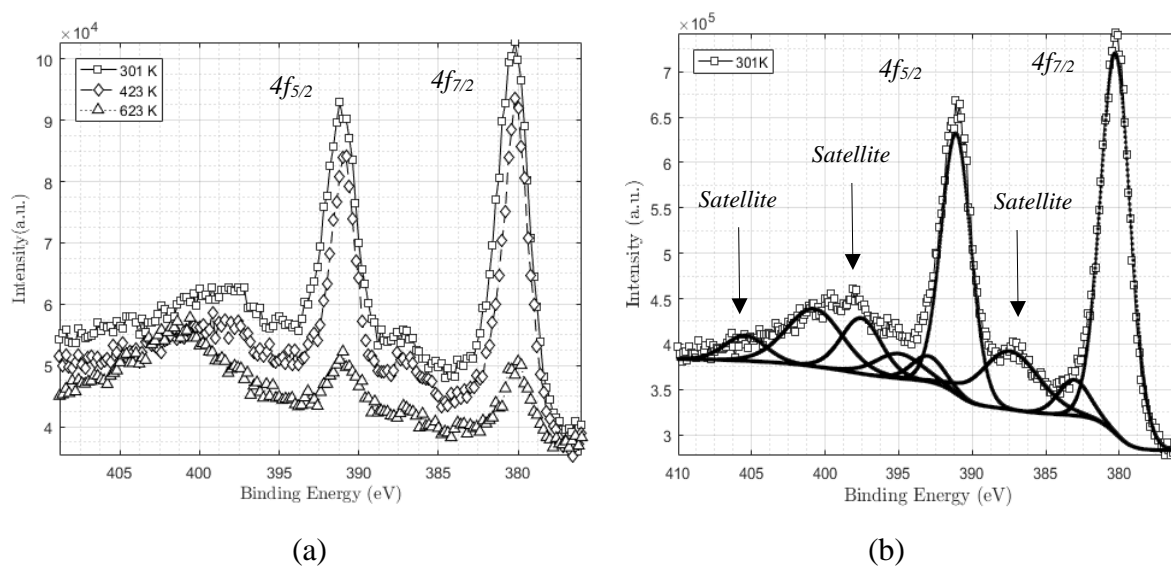 ×10⁴
10
9
8
7
6
5
4
405 400 395 390 385 380
Intensity(a.u.)
Binding Energy (eV)
301 K
423 K
623 K
4f5/2
4f7/2
(a)
×10⁵
7
6.5
6
5.5
5
4.5
4
3.5
3
410 405 400 395 390 385 380
Intensity (a.u.)
Binding Energy (eV)
301K
4f5/2
4f7/2
Satellite
Satellite
Satellite
(b)